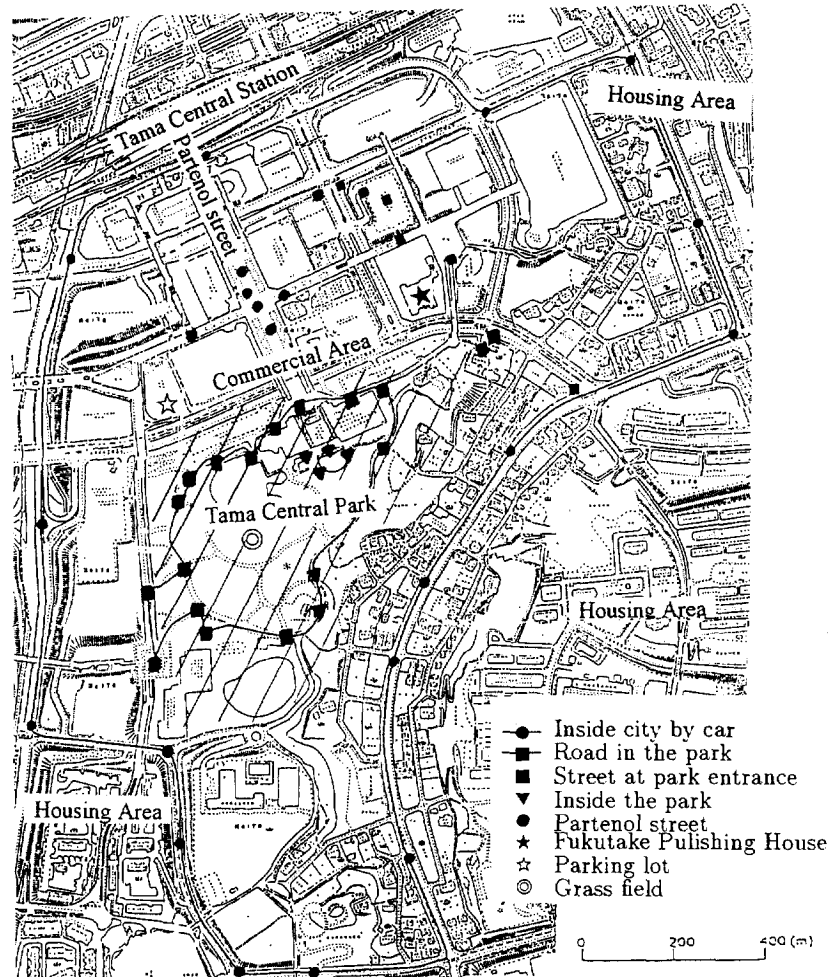 Tama Central Station
Housing Area
Partenol street
Commercial Area
Tama Central Park
Housing Area
Housing Area
Inside city by car
Road in the park
Street at park entrance
Inside the park
Partenol street
Fukutake Pulishing House
Parking lot
Grass field
0 200 400 (m)